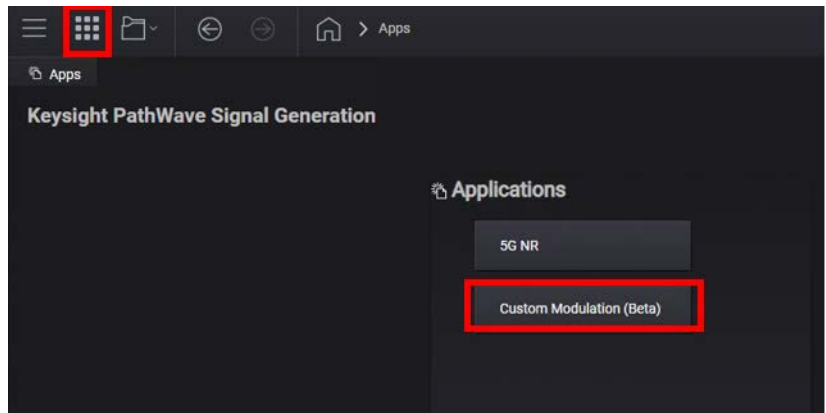 Apps
Apps
Keysight PathWave Signal Generation
Applications
5G NR
Custom Modulation (Beta)